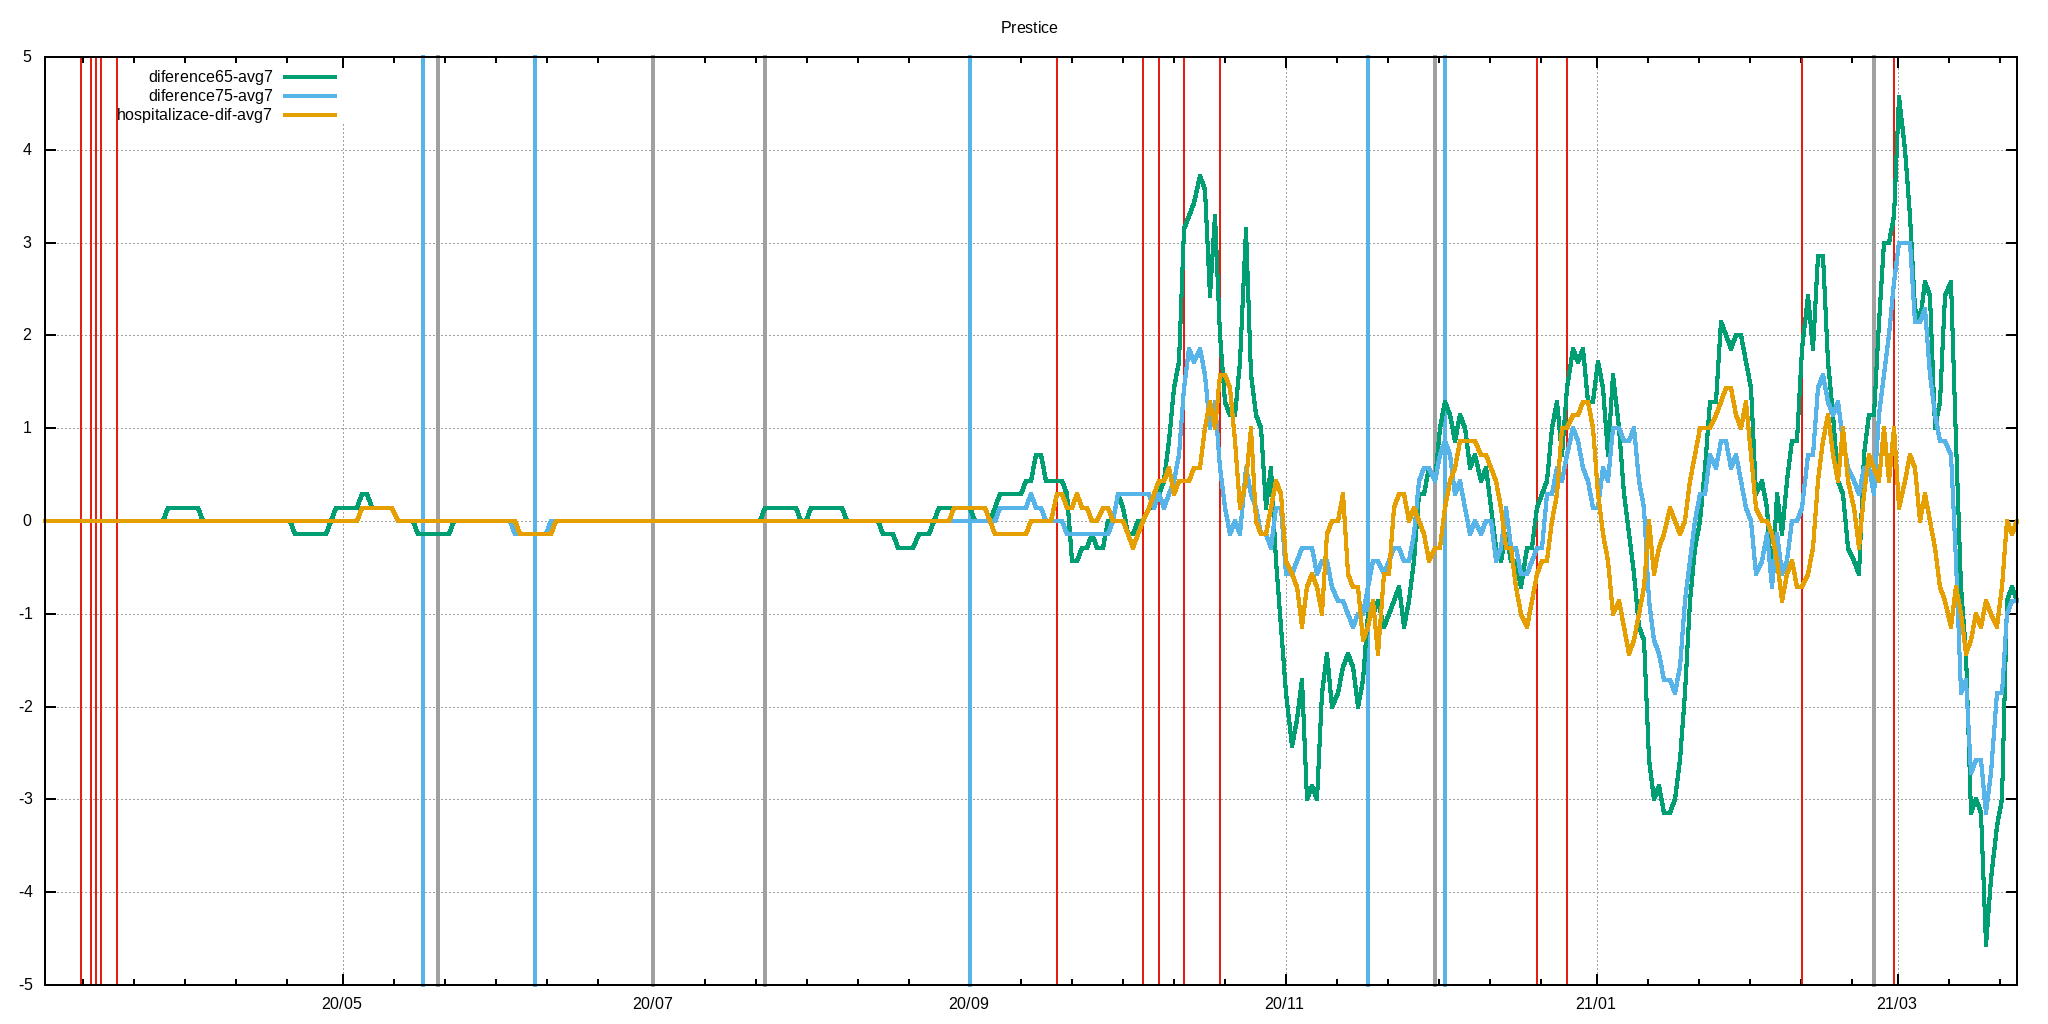 Prestice
diference65-avg7
diference75-avg7
hospitalizace-dif-avg7
5
4
3
2
1
0
-1
-2
-3
-4
-5
20/05 20/07 20/09 20/11 21/01 21/03